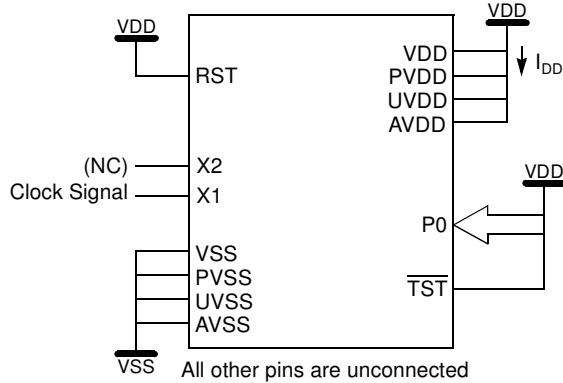 VDD
VDD
RST
VDD
PVDD
UVDD
AVDD
I_DD
(NC)
X2
Clock Signal
X1
VDD
P0
TST
VSS
PVSS
UVSS
AVSS
VSS
All other pins are unconnected